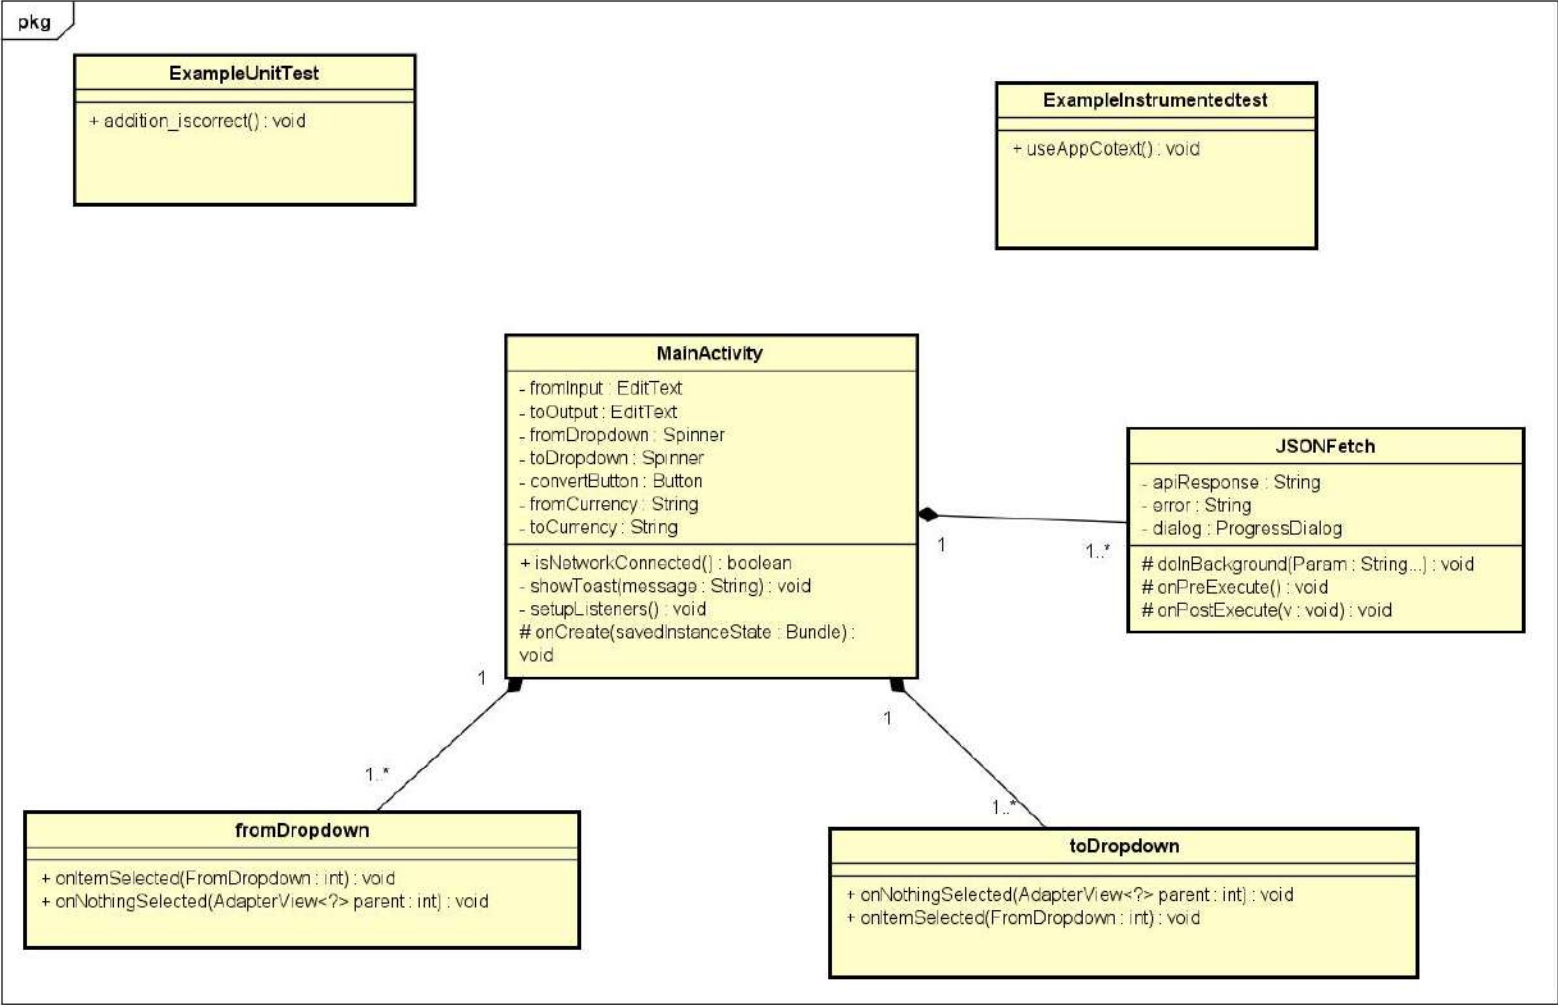 pkg
ExampleUnitTest
+ addition_iscorrect() : void
ExampleInstrumentedtest
+ useAppCotext() : void
MainActivity
- fromInput : EditText
- toOutput : EditText
- fromDropdown : Spinner
- toDropdown : Spinner
- convertButton : Button
- fromCurrency : String
- toCurrency : String
+ isNetworkConnected() : boolean
- showToast(message : String) : void
- setupListeners() : void
# onCreate(savedInstanceState : Bundle) :
void
JSONFetch
- apiResponse : String
- error : String
- dialog : ProgressDialog
# doInBackground(Param : String...) : void
# onPreExecute() : void
# onPostExecute(v : void) : void
1
1..*
1
1..*
1
1..*
fromDropdown
+ onItemSelected(FromDropdown : int) : void
+ onNothingSelected(AdapterView<?> parent : int) : void
toDropdown
+ onNothingSelected(AdapterView<?> parent : int) : void
+ onItemSelected(FromDropdown : int) : void